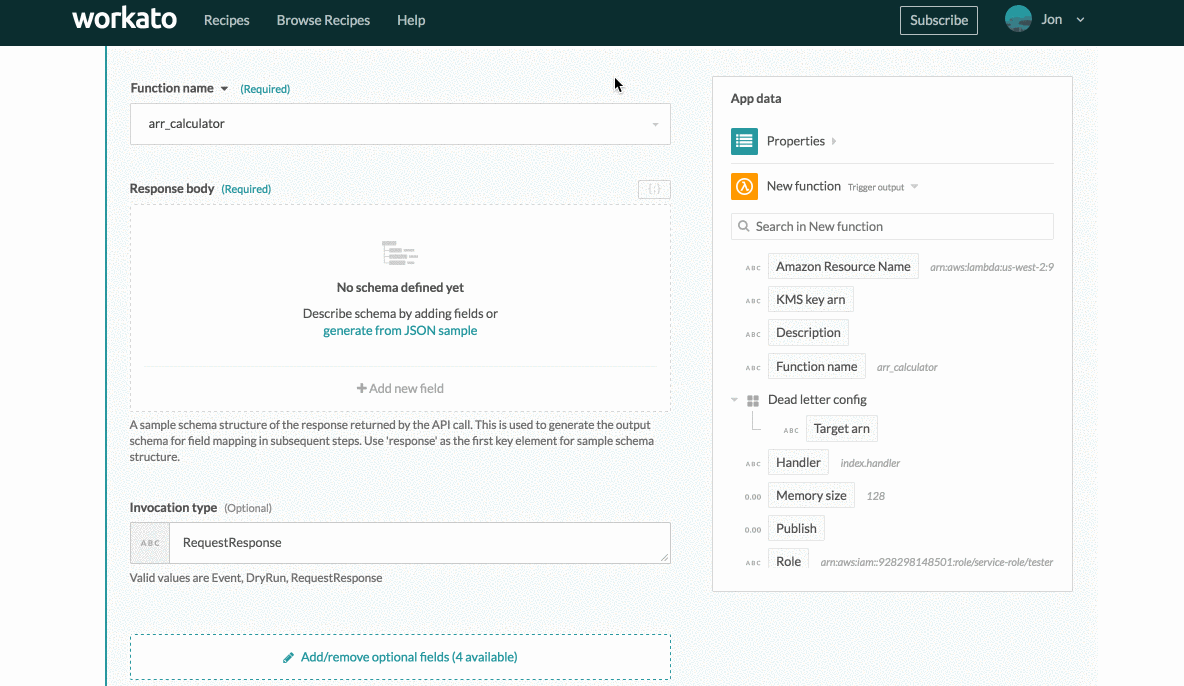 workato Recipes Browse Recipes Help Subscribe Jon
Function name (Required)
arr_calculator
Response body (Required)
{;}
No schema defined yet
Describe schema by adding fields or
generate from JSON sample
Add new field
A sample schema structure of the response returned by the API call. This is used to generate the output
schema for field mapping in subsequent steps. Use 'response' as the first key element for sample schema
structure.
Invocation type (Optional)
ABC RequestResponse
Valid values are Event, DryRun, RequestResponse
Add/remove optional fields (4 available)
App data
Properties
New function Trigger output
Search in New function
ABC Amazon Resource Name arn:aws:lambda:us-west-2:9
ABC KMS key arn
ABC Description
ABC Function name arr_calculator
Dead letter config
ABC Target arn
ABC Handler index.handler
0.00 Memory size 128
0.00 Publish
ABC Role arn:aws:iam::928298148501:role/service-role/tester